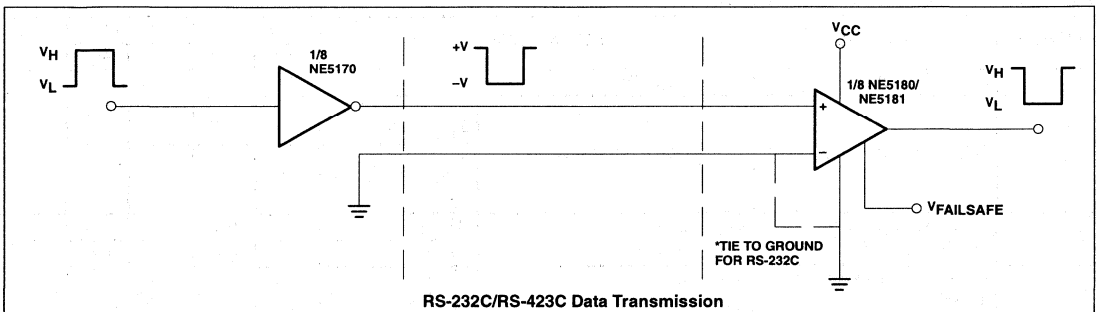 VH
VL
1/8
NE5170
+V
–V
VCC
1/8 NE5180/
NE5181
VH
VL
+
–
VFAILSAFE
*TIE TO GROUND
FOR RS-232C
RS-232C/RS-423C Data Transmission